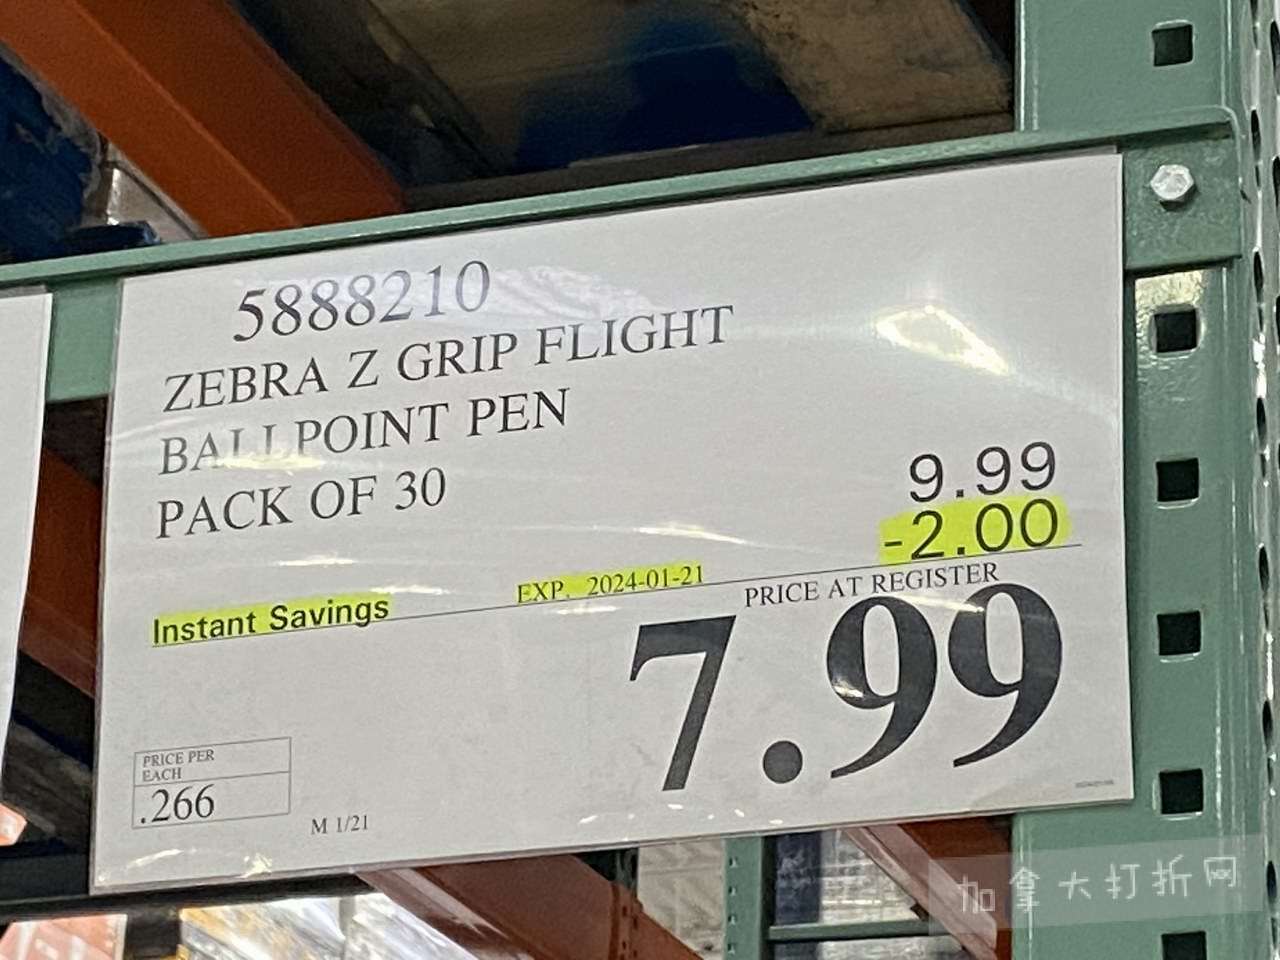 5888210
ZEBRA Z GRIP FLIGHT
BALLPOINT PEN
PACK OF 30
9.99
-2.00
Instant Savings
EXP. 2024-01-21
PRICE AT REGISTER
7.99
PRICE PER
EACH
.266
M 1/21
加拿大打折网